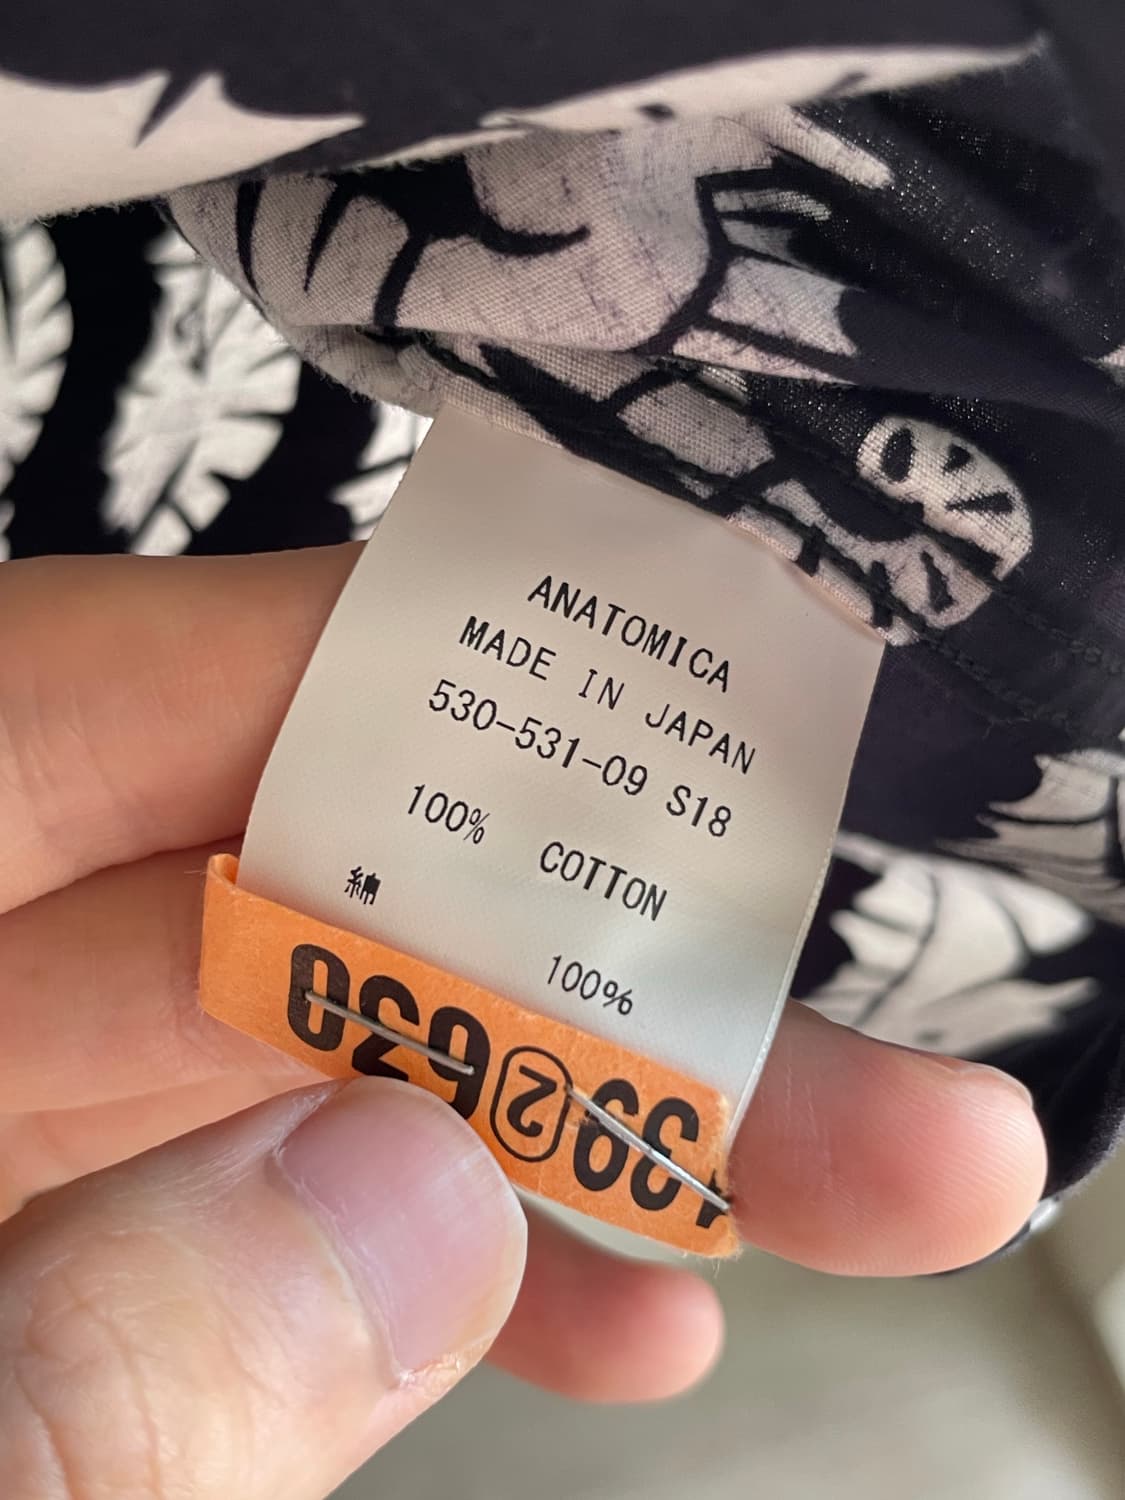 ANATOMICA
MADE IN JAPAN
530-531-09 S18
100% COTTON
綿 100%